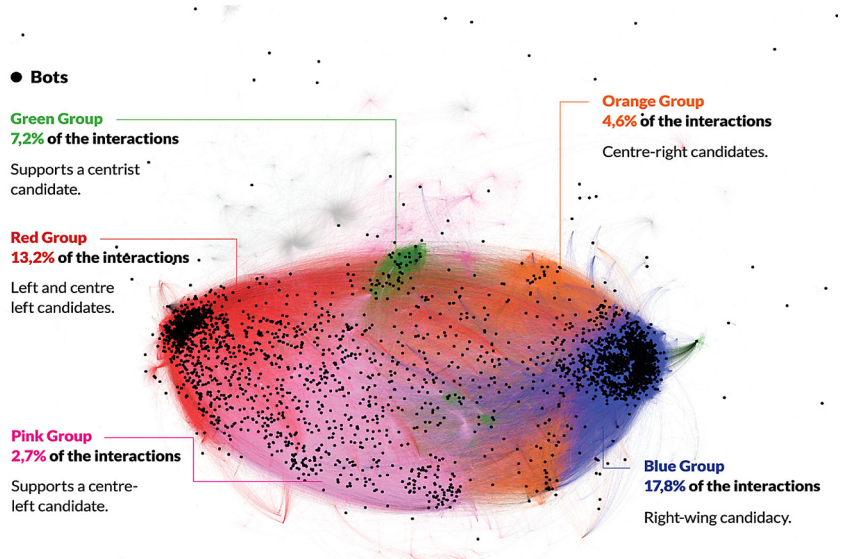 Bots
Green Group
7,2% of the interactions
Supports a centrist
candidate.
Red Group
13,2% of the interactions
Left and centre
left candidates.
Pink Group
2,7% of the interactions
Supports a centre-
left candidate.
Orange Group
4,6% of the interactions
Centre-right candidates.
Blue Group
17,8% of the interactions
Right-wing candidacy.